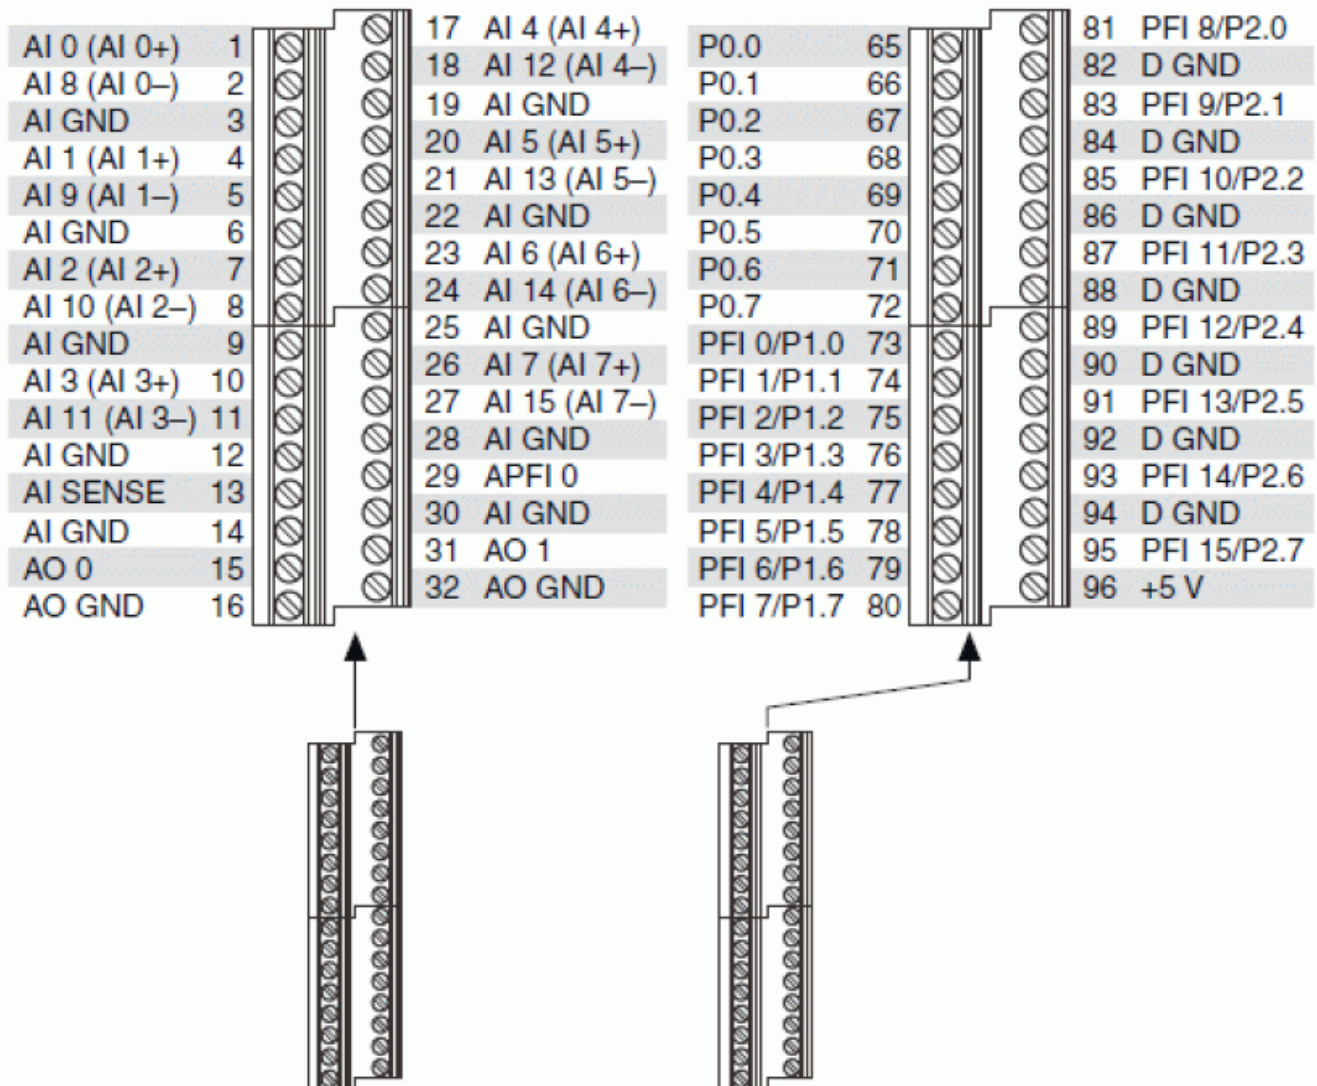 AI 0 (AI 0+) 1
AI 8 (AI 0–) 2
AI GND 3
AI 1 (AI 1+) 4
AI 9 (AI 1–) 5
AI GND 6
AI 2 (AI 2+) 7
AI 10 (AI 2–) 8
AI GND 9
AI 3 (AI 3+) 10
AI 11 (AI 3–) 11
AI GND 12
AI SENSE 13
AI GND 14
AO 0 15
AO GND 16
17 AI 4 (AI 4+)
18 AI 12 (AI 4–)
19 AI GND
20 AI 5 (AI 5+)
21 AI 13 (AI 5–)
22 AI GND
23 AI 6 (AI 6+)
24 AI 14 (AI 6–)
25 AI GND
26 AI 7 (AI 7+)
27 AI 15 (AI 7–)
28 AI GND
29 APFI 0
30 AI GND
31 AO 1
32 AO GND
P0.0 65
P0.1 66
P0.2 67
P0.3 68
P0.4 69
P0.5 70
P0.6 71
P0.7 72
PFI 0/P1.0 73
PFI 1/P1.1 74
PFI 2/P1.2 75
PFI 3/P1.3 76
PFI 4/P1.4 77
PFI 5/P1.5 78
PFI 6/P1.6 79
PFI 7/P1.7 80
81 PFI 8/P2.0
82 D GND
83 PFI 9/P2.1
84 D GND
85 PFI 10/P2.2
86 D GND
87 PFI 11/P2.3
88 D GND
89 PFI 12/P2.4
90 D GND
91 PFI 13/P2.5
92 D GND
93 PFI 14/P2.6
94 D GND
95 PFI 15/P2.7
96 +5 V